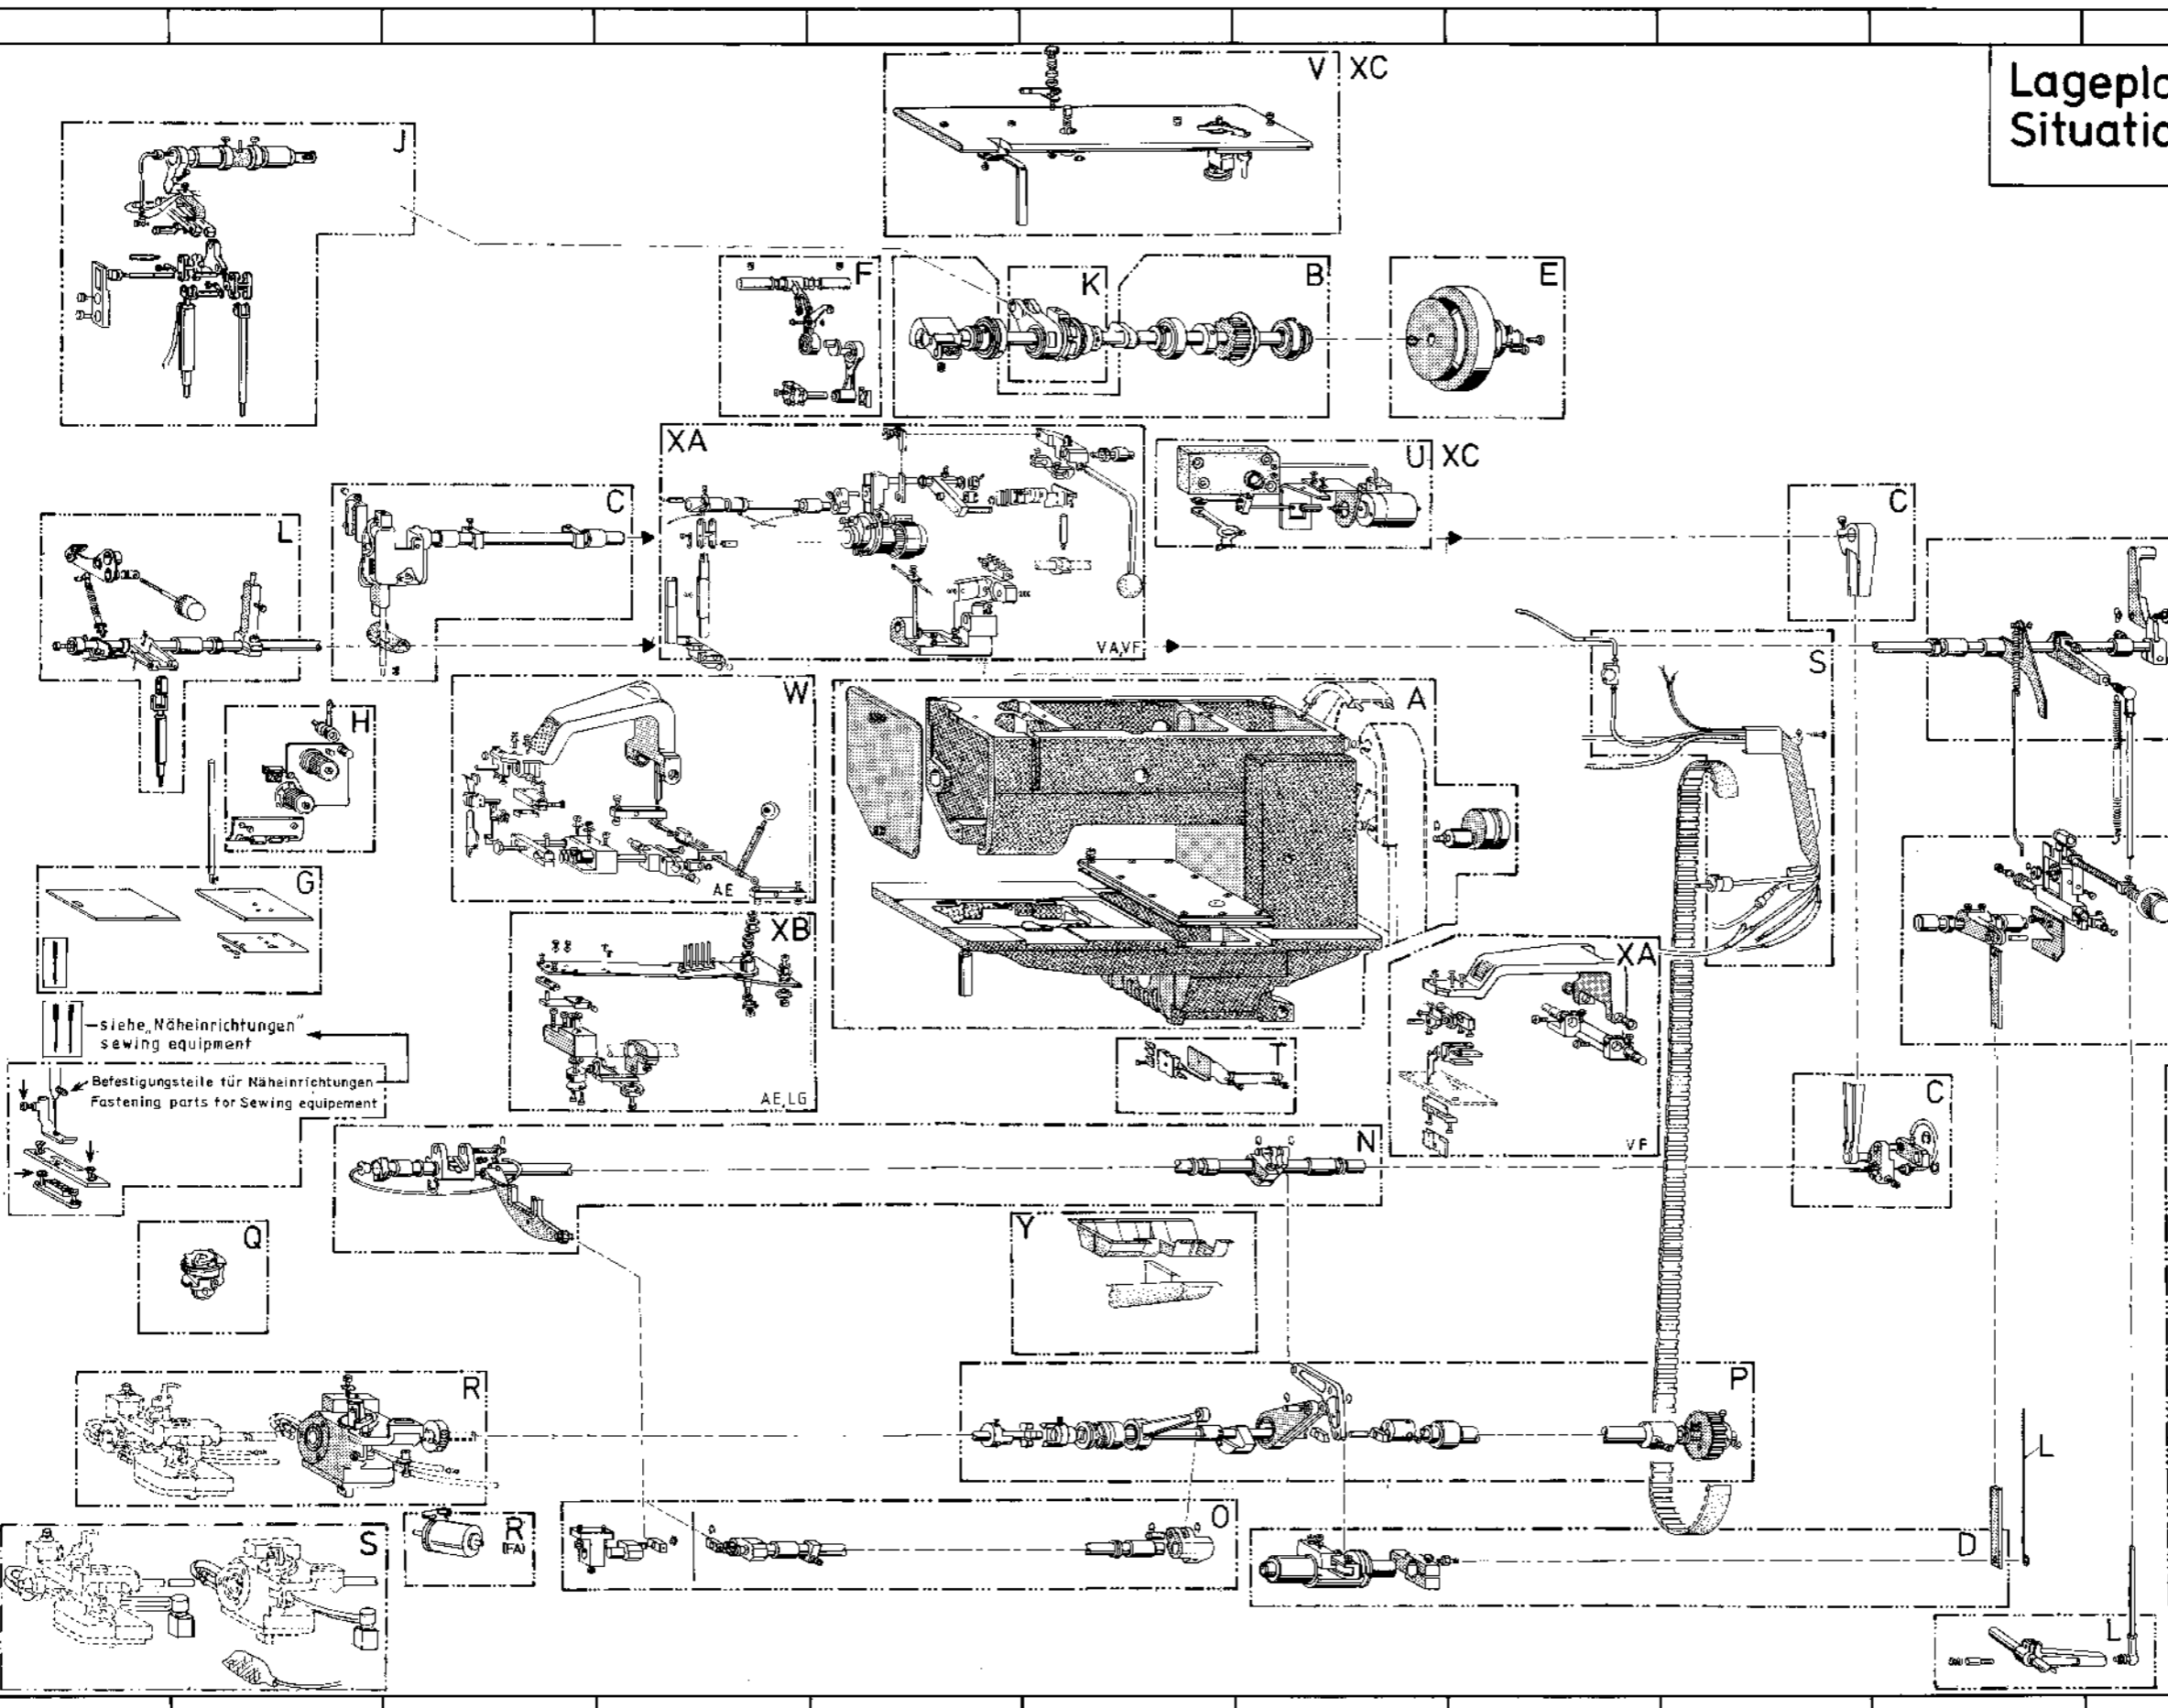 V XC
Lagepla
Situatio
J
F
K
B
E
XA
U XC
C
C
L
VA,VF
S
W
A
H
AE
G
XB
XA
siehe „Näheinrichtungen"
sewing equipment
T
Befestigungsteile für Näheinrichtungen
Fastening parts for Sewing equipement
AE,LG
C
N
VF
Y
Q
R
P
L
O
S
R
(FA)
D
L